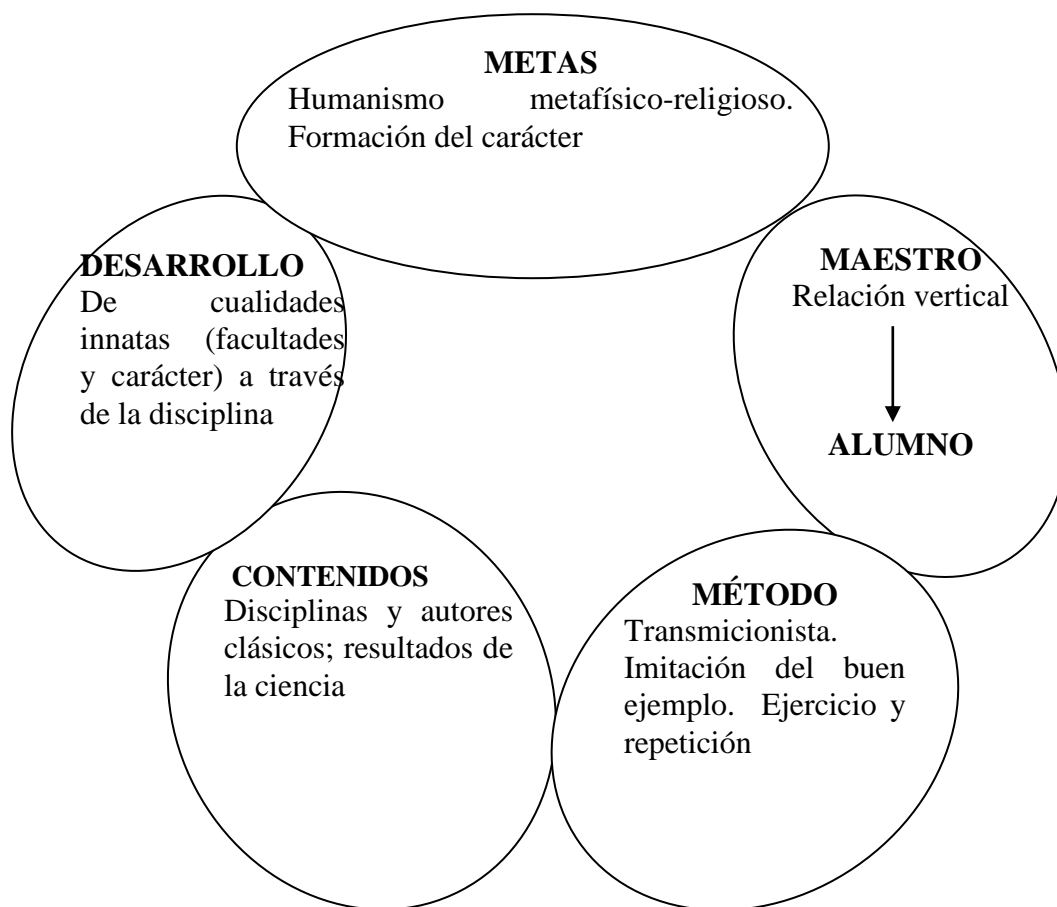 METAS
Humanismo metafísico-religioso.
Formación del carácter
DESARROLLO
De cualidades
innatas (facultades
y carácter) a través
de la disciplina
MAESTRO
Relación vertical
ALUMNO
CONTENIDOS
Disciplinas y autores
clásicos; resultados de
la ciencia
MÉTODO
Transmicionista.
Imitación del buen
ejemplo. Ejercicio y
repetición